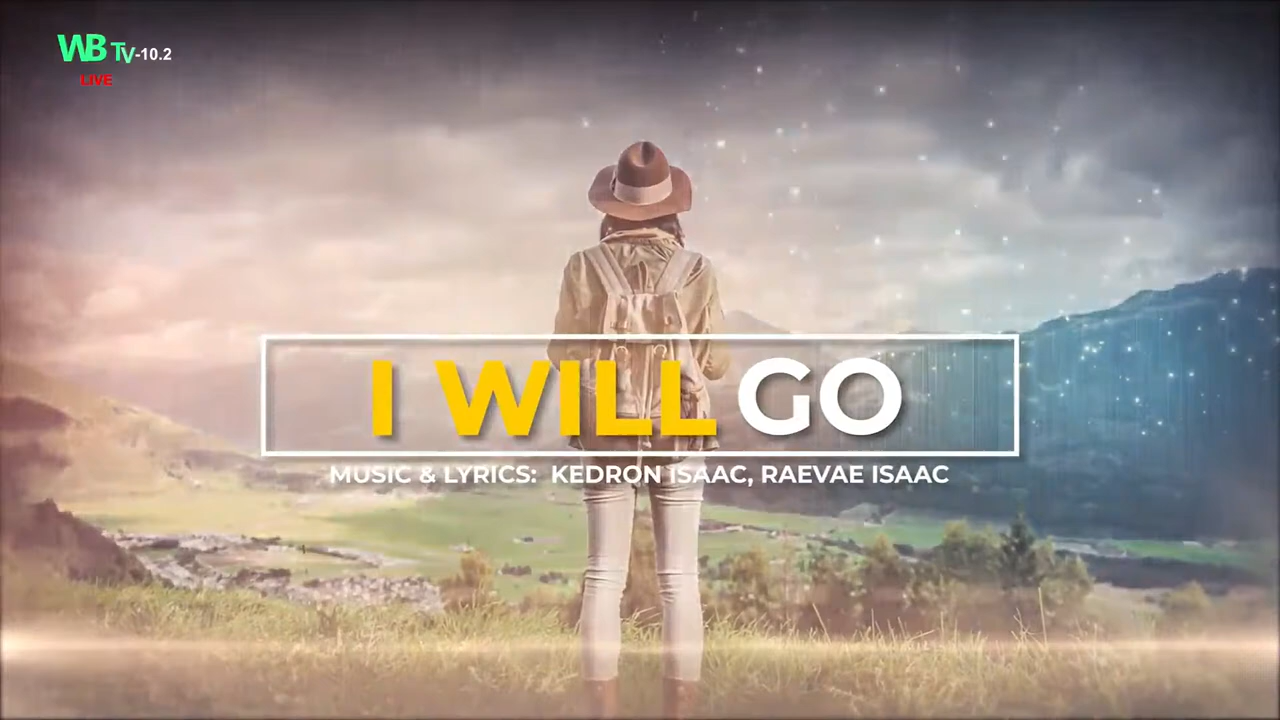 WB TV-10.2
LIVE
I WILL GO
MUSIC & LYRICS: KEDRON ISAAC, RAEVAE ISAAC